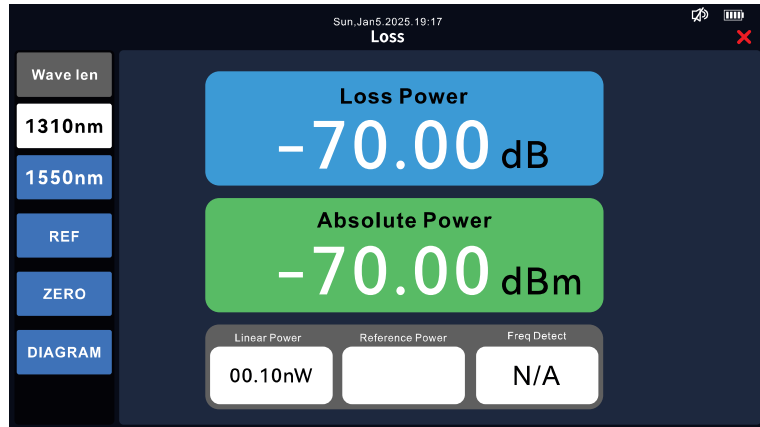 Sun,Jan5.2025.19:17
Loss
Wave len
1310nm
1550nm
REF
ZERO
DIAGRAM
Loss Power
-70.00 dB
Absolute Power
-70.00 dBm
Linear Power Reference Power Freq Detect
00.10nW N/A